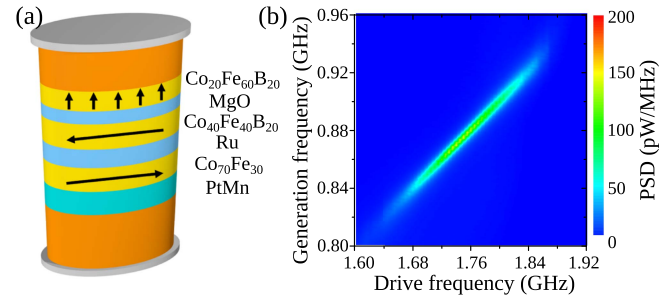 (a)
Co20Fe60B20
MgO
Co40Fe40B20
Ru
Co70Fe30
PtMn
(b)
Generation frequency (GHz)
0.96
0.92
0.88
0.84
0.80
1.60 1.68 1.76 1.84 1.92
Drive frequency (GHz)
200
150
100
50
0
PSD (pW/MHz)